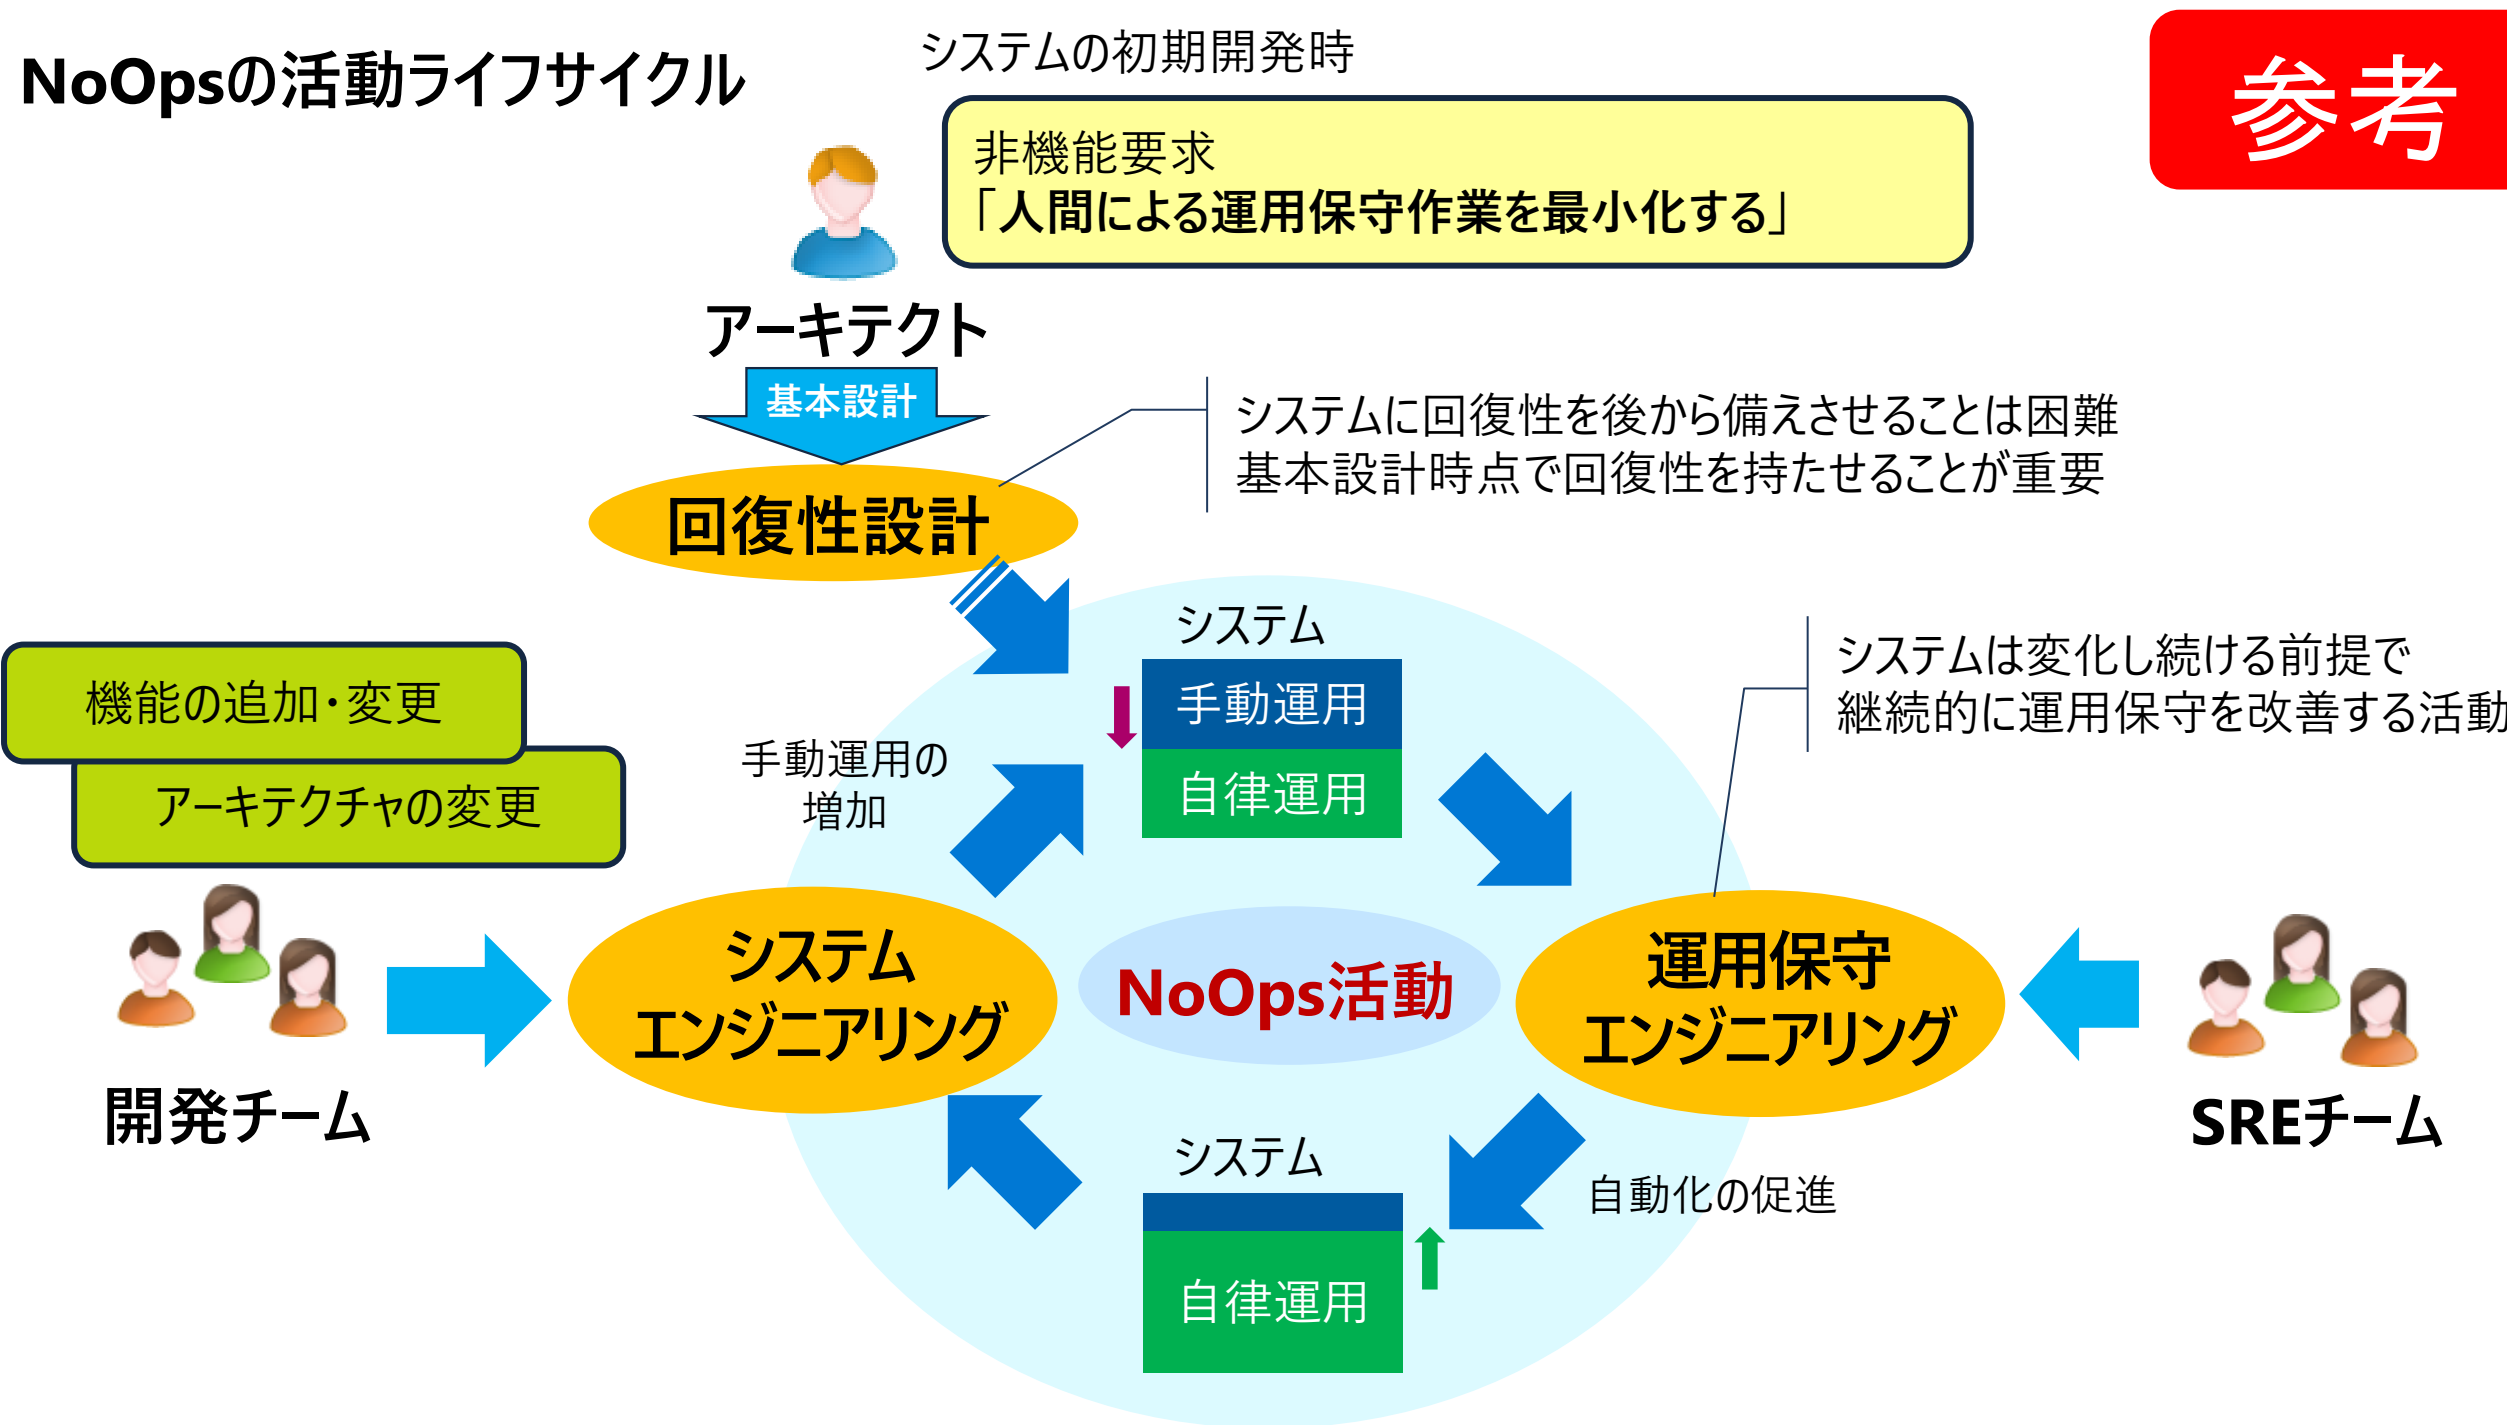 NoOpsの活動ライフサイクル
システムの初期開発時
参考
非機能要求
「人間による運用保守作業を最小化する」
アーキテクト
基本設計
システムに回復性を後から備えさせることは困難
基本設計時点で回復性を持たせることが重要
回復性設計
システム
手動運用
自律運用
システムは変化し続ける前提で
継続的に運用保守を改善する活動
機能の追加・変更
アーキテクチャの変更
手動運用の
増加
システム
エンジニアリング
NoOps活動
運用保守
エンジニアリング
開発チーム
SREチーム
システム
自動化の促進
自律運用